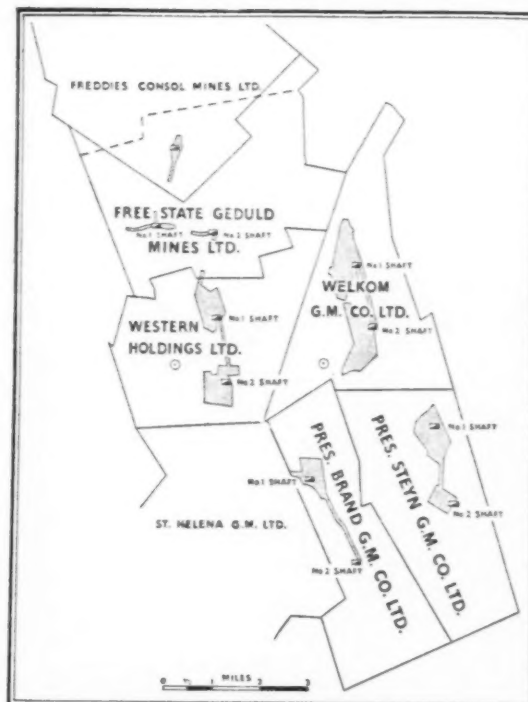 FREDDIES CONSOL MINES LTD.
FREE STATE GEDULD
No.1 SHAFT
No.2 SHAFT
MINES LTD.
No.1 SHAFT
WELKOM
G.M. CO. LTD.
No.2 SHAFT
WESTERN
HOLDINGS LTD.
No.1 SHAFT
No.2 SHAFT
PRES. STEYN G.M. CO. LTD.
No.1 SHAFT
No.2 SHAFT
PRES. BRAND G.M. CO. LTD.
No.1 SHAFT
No.2 SHAFT
ST. HELENA G.M. LTD.
MILES